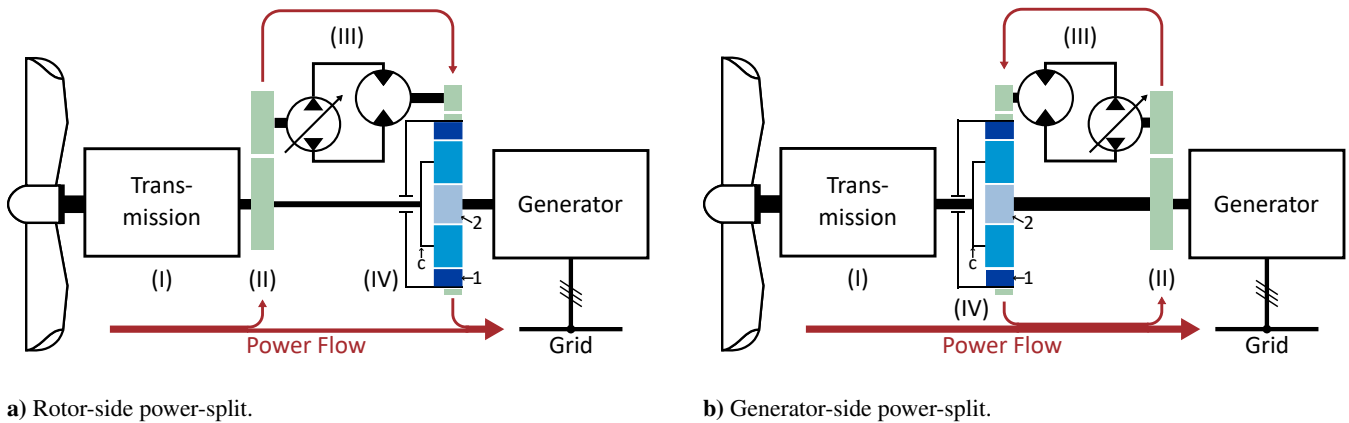 (III)
Trans-
mission
Generator
2
c
1
(I)
(II)
(IV)
Power Flow
Grid
a) Rotor-side power-split.
(III)
Trans-
mission
Generator
2
c
1
(I)
(II)
(IV)
Power Flow
Grid
b) Generator-side power-split.